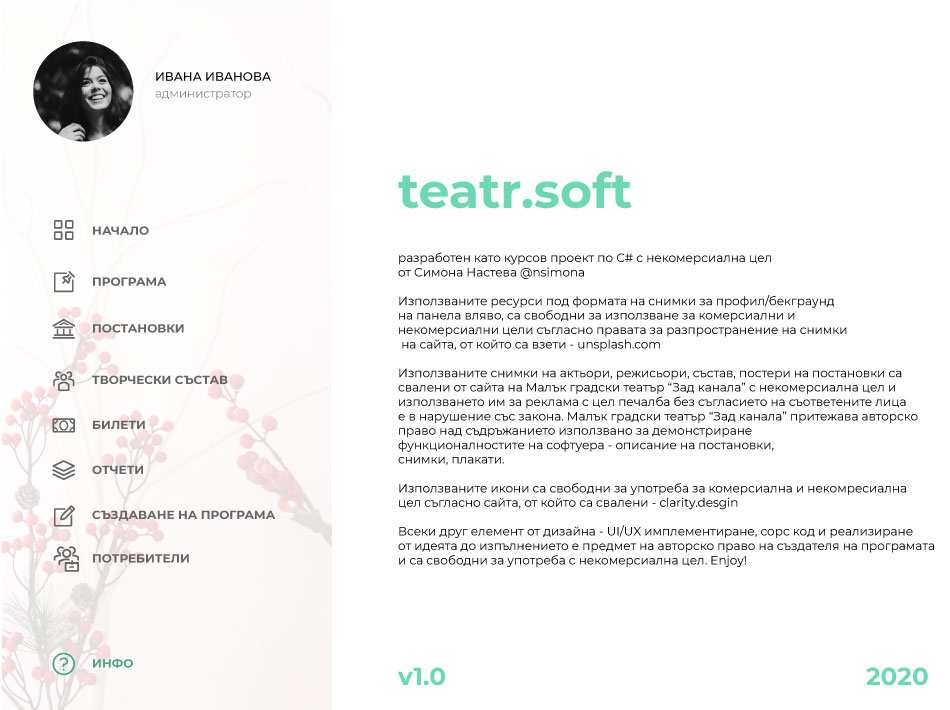 ИВАНА ИВАНОВА
администратор
НАЧАЛО
ПРОГРАМА
ПОСТАНОВКИ
ТВОРЧЕСКИ СЪСТАВ
БИЛЕТИ
ОТЧЕТИ
СЪЗДАВАНЕ НА ПРОГРАМА
ПОТРЕБИТЕЛИ
ИНФО
teatr.soft
разработен като курсов проект по C# с некомерсиална цел
от Симона Настева @nsimona
Използваните ресурси под формата на снимки за профил/бекграунд
на панела вляво, са свободни за използване за комерсиални и
некомерсиални цели съгласно правата за разпространение на снимки
на сайта, от който са взети - unsplash.com
Използваните снимки на актьори, режисьори, състав, постери на постановки са
свалени от сайта на Малък градски театър “Зад канала” с некомерсиална цел и
използването им за реклама с цел печалба без съгласието на съответените лица
е в нарушение със закона. Малък градски театър “Зад канала” притежава авторско
право над съдържанието използвано за демонстриране
функционалностите на софтуера - описание на постановки,
снимки, плакати.
Използваните икони са свободни за употреба за комерсиална и некомресиална
цел съгласно сайта, от който са свалени - clarity.desgin
Всеки друг елемент от дизайна - UI/UX имплементиране, сорс код и реализиране
от идеята до изпълнението е предмет на авторско право на създателя на програмата
и са свободни за употреба с некомерсиална цел. Enjoy!
v1.0
2020